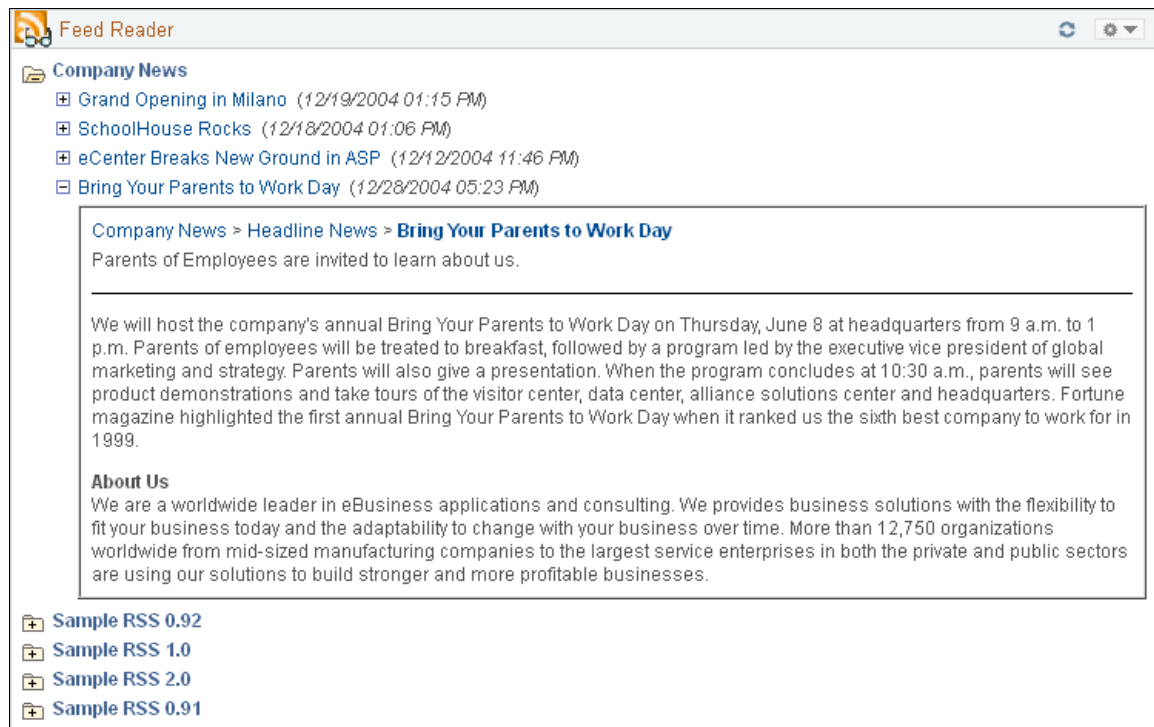 Feed Reader
Company News
Grand Opening in Milano (12/19/2004 01:15 PM)
SchoolHouse Rocks (12/18/2004 01:06 PM)
eCenter Breaks New Ground in ASP (12/12/2004 11:46 PM)
Bring Your Parents to Work Day (12/28/2004 05:23 PM)
Company News > Headline News > Bring Your Parents to Work Day
Parents of Employees are invited to learn about us.
We will host the company's annual Bring Your Parents to Work Day on Thursday, June 8 at headquarters from 9 a.m. to 1
p.m. Parents of employees will be treated to breakfast, followed by a program led by the executive vice president of global
marketing and strategy. Parents will also give a presentation. When the program concludes at 10:30 a.m., parents will see
product demonstrations and take tours of the visitor center, data center, alliance solutions center and headquarters. Fortune
magazine highlighted the first annual Bring Your Parents to Work Day when it ranked us the sixth best company to work for in
1999.
About Us
We are a worldwide leader in eBusiness applications and consulting. We provides business solutions with the flexibility to
fit your business today and the adaptability to change with your business over time. More than 12,750 organizations
worldwide from mid-sized manufacturing companies to the largest service enterprises in both the private and public sectors
are using our solutions to build stronger and more profitable businesses.
Sample RSS 0.92
Sample RSS 1.0
Sample RSS 2.0
Sample RSS 0.91